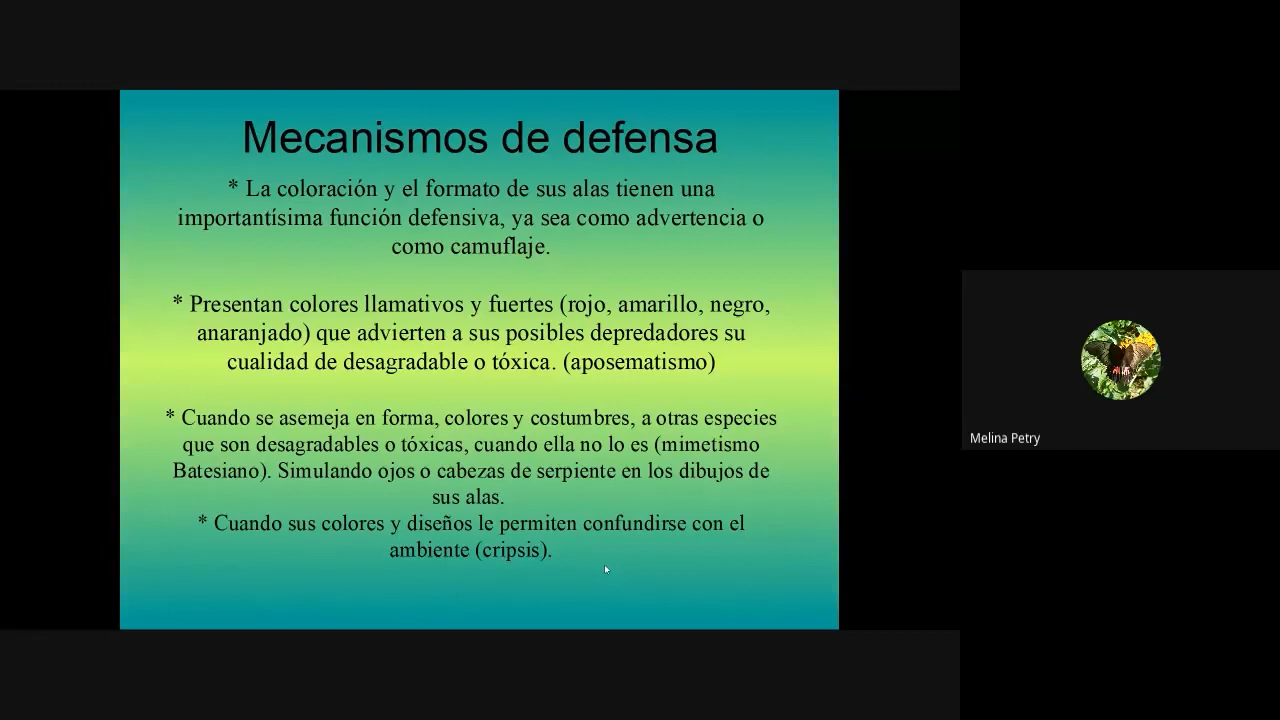 Mecanismos de defensa
* La coloración y el formato de sus alas tienen una
importantísima función defensiva, ya sea como advertencia o
como camuflaje.
* Presentan colores llamativos y fuertes (rojo, amarillo, negro,
anaranjado) que advierten a sus posibles depredadores su
cualidad de desagradable o tóxica. (aposematismo)
* Cuando se asemeja en forma, colores y costumbres, a otras especies
que son desagradables o tóxicas, cuando ella no lo es (mimetismo
Batesiano). Simulando ojos o cabezas de serpiente en los dibujos de
sus alas.
* Cuando sus colores y diseños le permiten confundirse con el
ambiente (cripsis).
Melina Petry